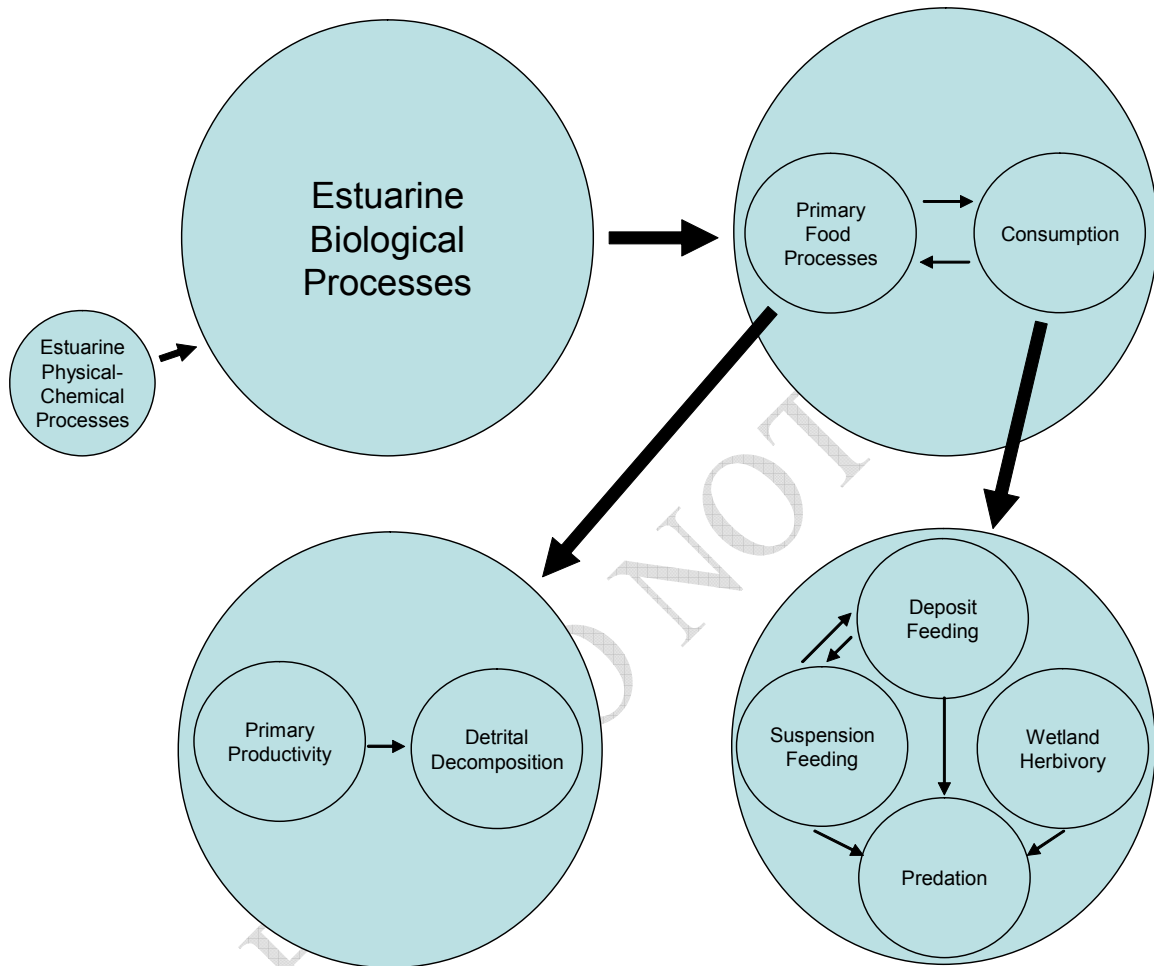 Estuarine
Biological
Processes
Primary
Food
Processes
Consumption
Estuarine
Physical-
Chemical
Processes
O NOT
Deposit
Feeding
Primary
Productivity
Detrital
Decomposition
Suspension
Feeding
Wetland
Herbivory
Predation